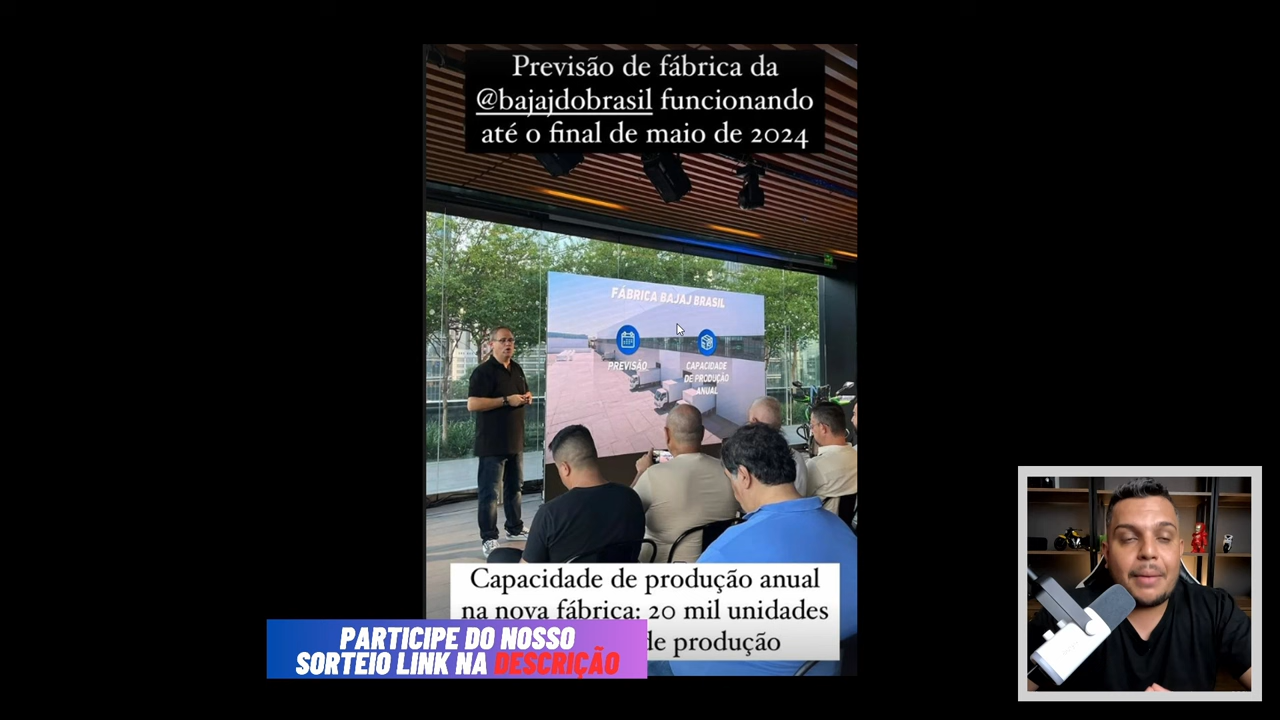 Previsão de fábrica da
@bajajdobrasil funcionando
até o final de maio de 2024
FÁBRICA BAJAJ BRASIL
PREVISÃO
CAPACIDADE
DE PRODUÇÃO
ANUAL
Capacidade de produção anual
na nova fábrica: 20 mil unidades
de produção
PARTICIPE DO NOSSO
SORTEIO LINK NA DESCRIÇÃO